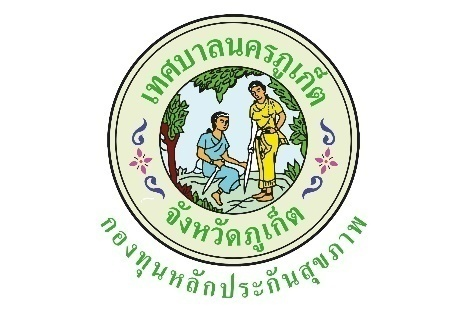 เทศบาลนครภูเก็ต
จังหวัดภูเก็ต
กองทุนหลักประกันสุขภาพ